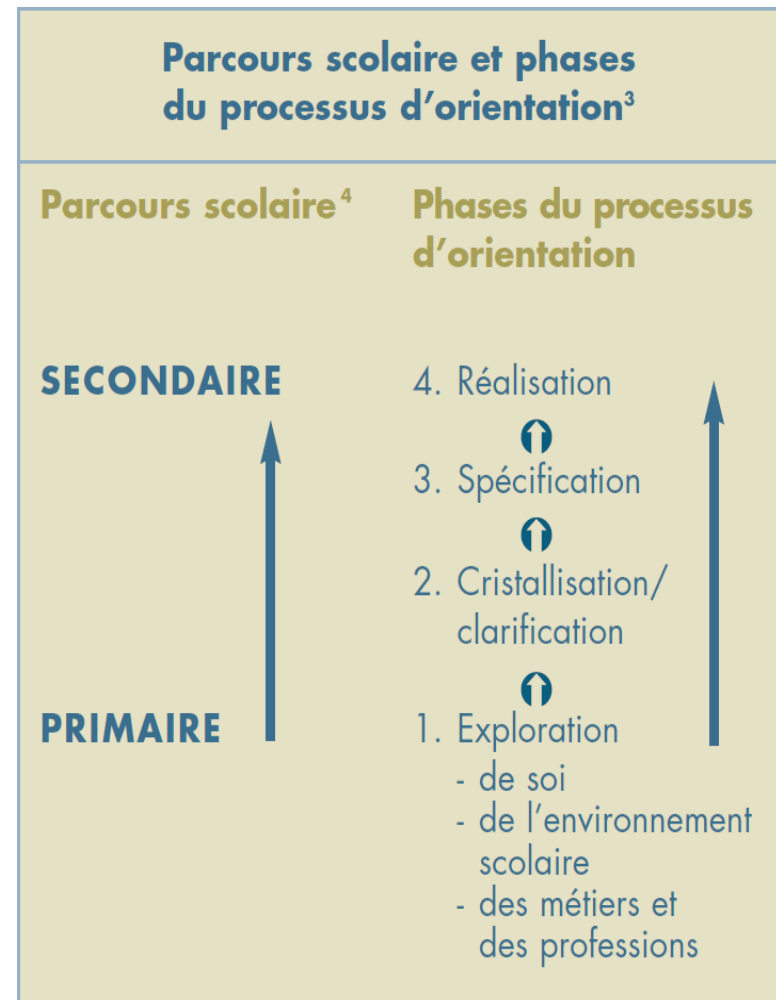 Parcours scolaire et phases
du processus d’orientation³
Parcours scolaire⁴
Phases du processus
d’orientation
SECONDAIRE
4. Réalisation
3. Spécification
2. Cristallisation/
clarification
PRIMAIRE
1. Exploration
- de soi
- de l’environnement
scolaire
- des métiers et
des professions